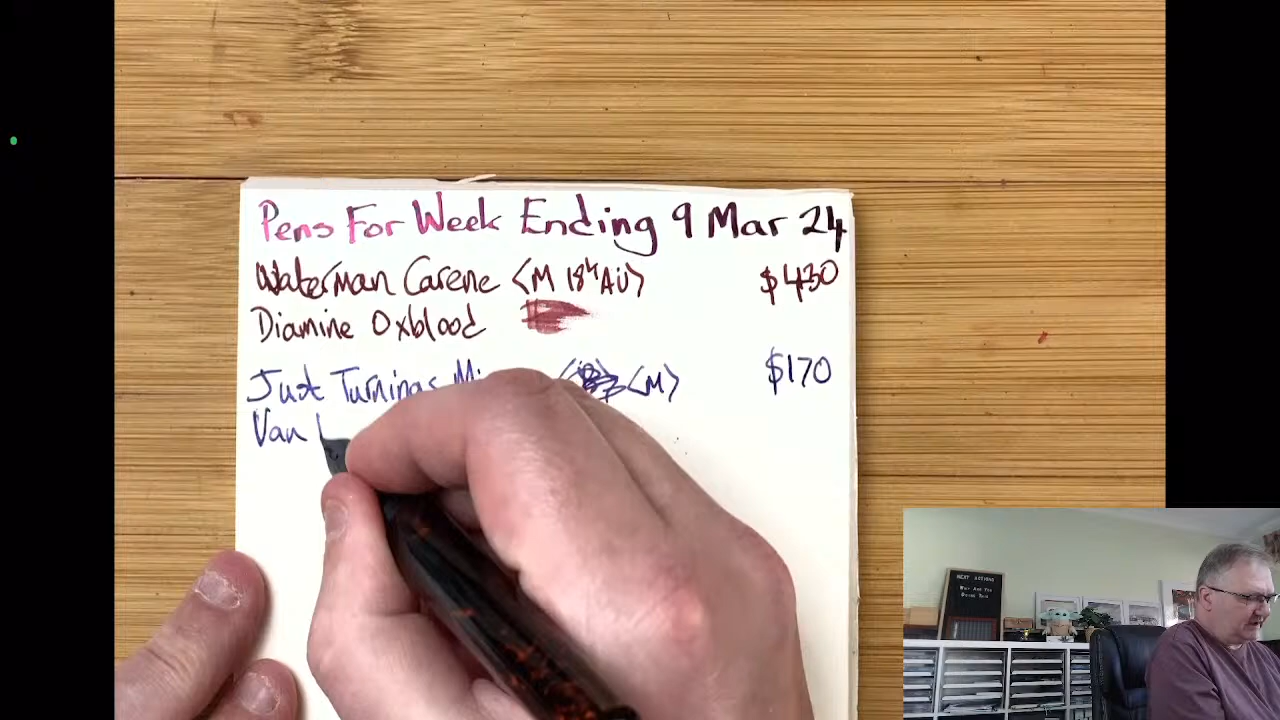 Pens For Week Ending 9 Mar 24
Waterman Carene <M 18k AU> $430
Diamine Oxblood
Just Turnings <M> $170
Van